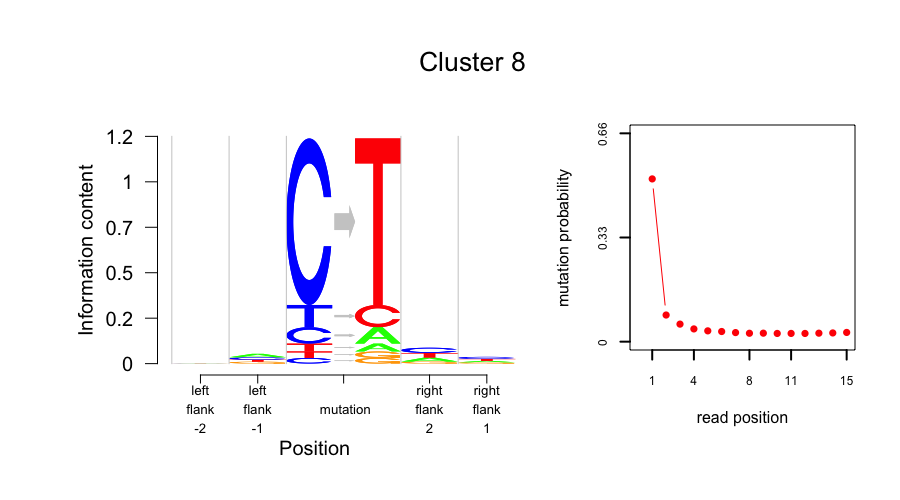 Cluster 8
Information content
1.2
1
0.7
0.5
0.2
0
C T
T C
C A
T A
T G
C G
left flank -2
left flank -1
mutation
right flank 2
right flank 1
Position
mutation probability
0.66
0.33
0
1 4 8 11 15
read position